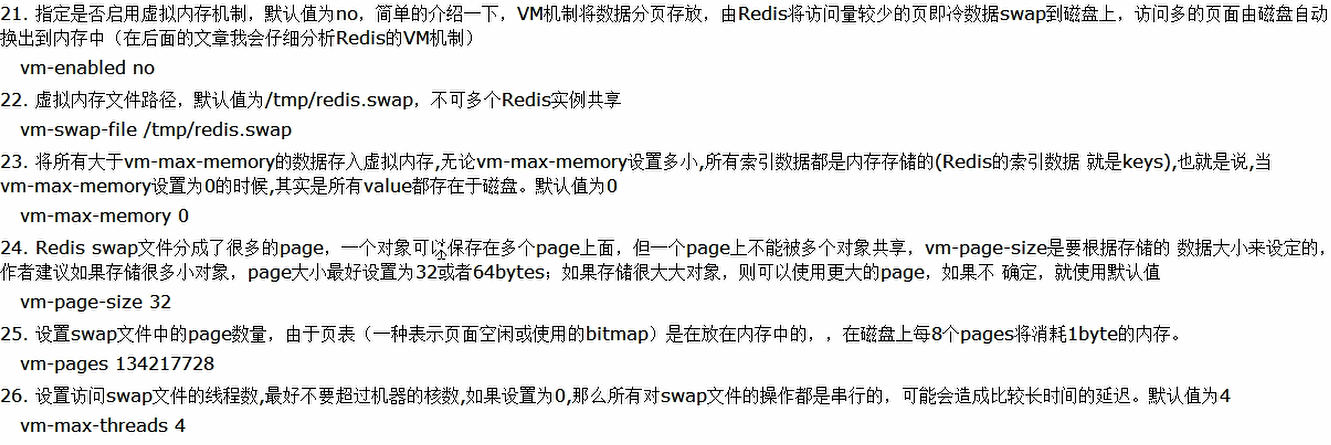 21. 指定是否启用虚拟内存机制，默认值为no，简单的介绍一下，VM机制将数据分页存放，由Redis将访问量较少的页即冷数据swap到磁盘上，访问多的页面由磁盘自动
换出到内存中（在后面的文章我会仔细分析Redis的VM机制）
vm-enabled no
22. 虚拟内存文件路径，默认值为/tmp/redis.swap，不可多个Redis实例共享
vm-swap-file /tmp/redis.swap
23. 将所有大于vm-max-memory的数据存入虚拟内存,无论vm-max-memory设置多小,所有索引数据都是内存存储的(Redis的索引数据 就是keys),也就是说,当
vm-max-memory设置为0的时候,其实是所有value都存在于磁盘。默认值为0
vm-max-memory 0
24. Redis swap文件分成了很多的page，一个对象可以保存在多个page上面，但一个page上不能被多个对象共享，vm-page-size是要根据存储的 数据大小来设定的，
作者建议如果存储很多小对象，page大小最好设置为32或者64bytes；如果存储很大大对象，则可以使用更大的page，如果不 确定，就使用默认值
vm-page-size 32
25. 设置swap文件中的page数量，由于页表（一种表示页面空闲或使用的bitmap）是在放在内存中的，，在磁盘上每8个pages将消耗1byte的内存。
vm-pages 134217728
26. 设置访问swap文件的线程数,最好不要超过机器的核数,如果设置为0,那么所有对swap文件的操作都是串行的，可能会造成比较长时间的延迟。默认值为4
vm-max-threads 4